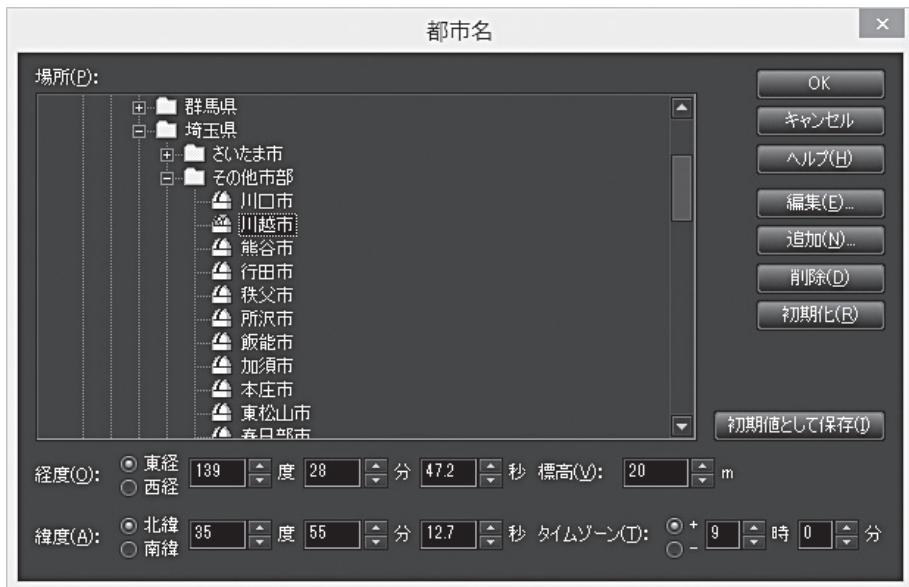 都市名
場所(P):
群馬県
埼玉県
さいたま市
その他市部
川口市
川越市
熊谷市
行田市
秩父市
所沢市
飯能市
加須市
本庄市
東松山市
春日部市
OK
キャンセル
ヘルプ(H)
編集(E)...
追加(N)...
削除(D)
初期化(R)
初期値として保存(I)
経度(O): 東経 西経 139 度 28 分 47.2 秒 標高(V): 20 m
緯度(A): 北緯 南緯 35 度 55 分 12.7 秒 タイムゾーン(T): + - 9 時 0 分